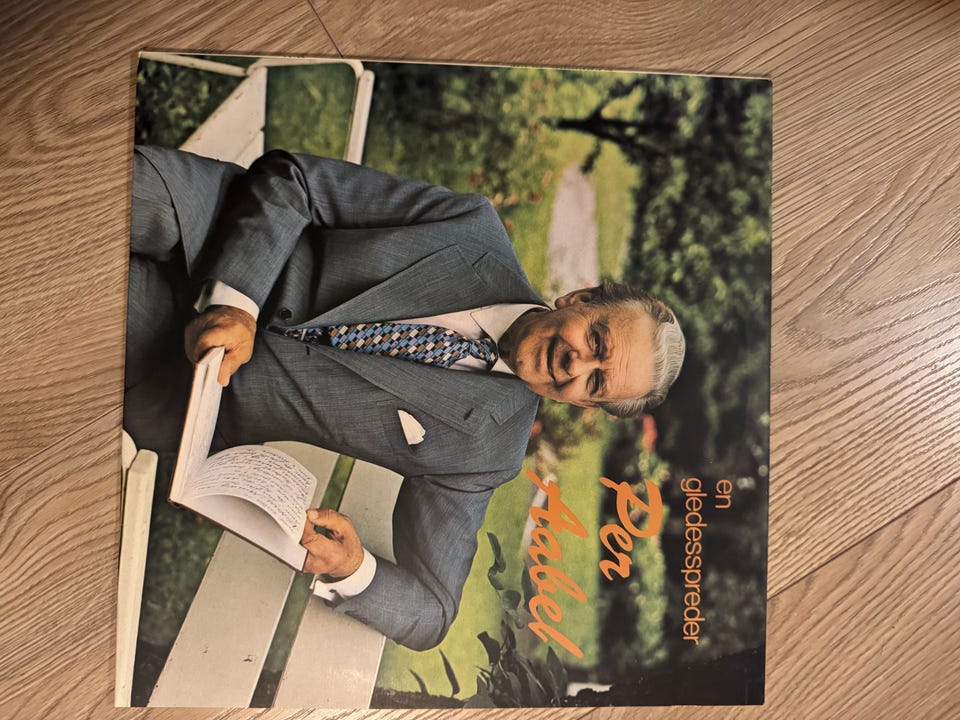 en
gledesspreder
Per
Aabel